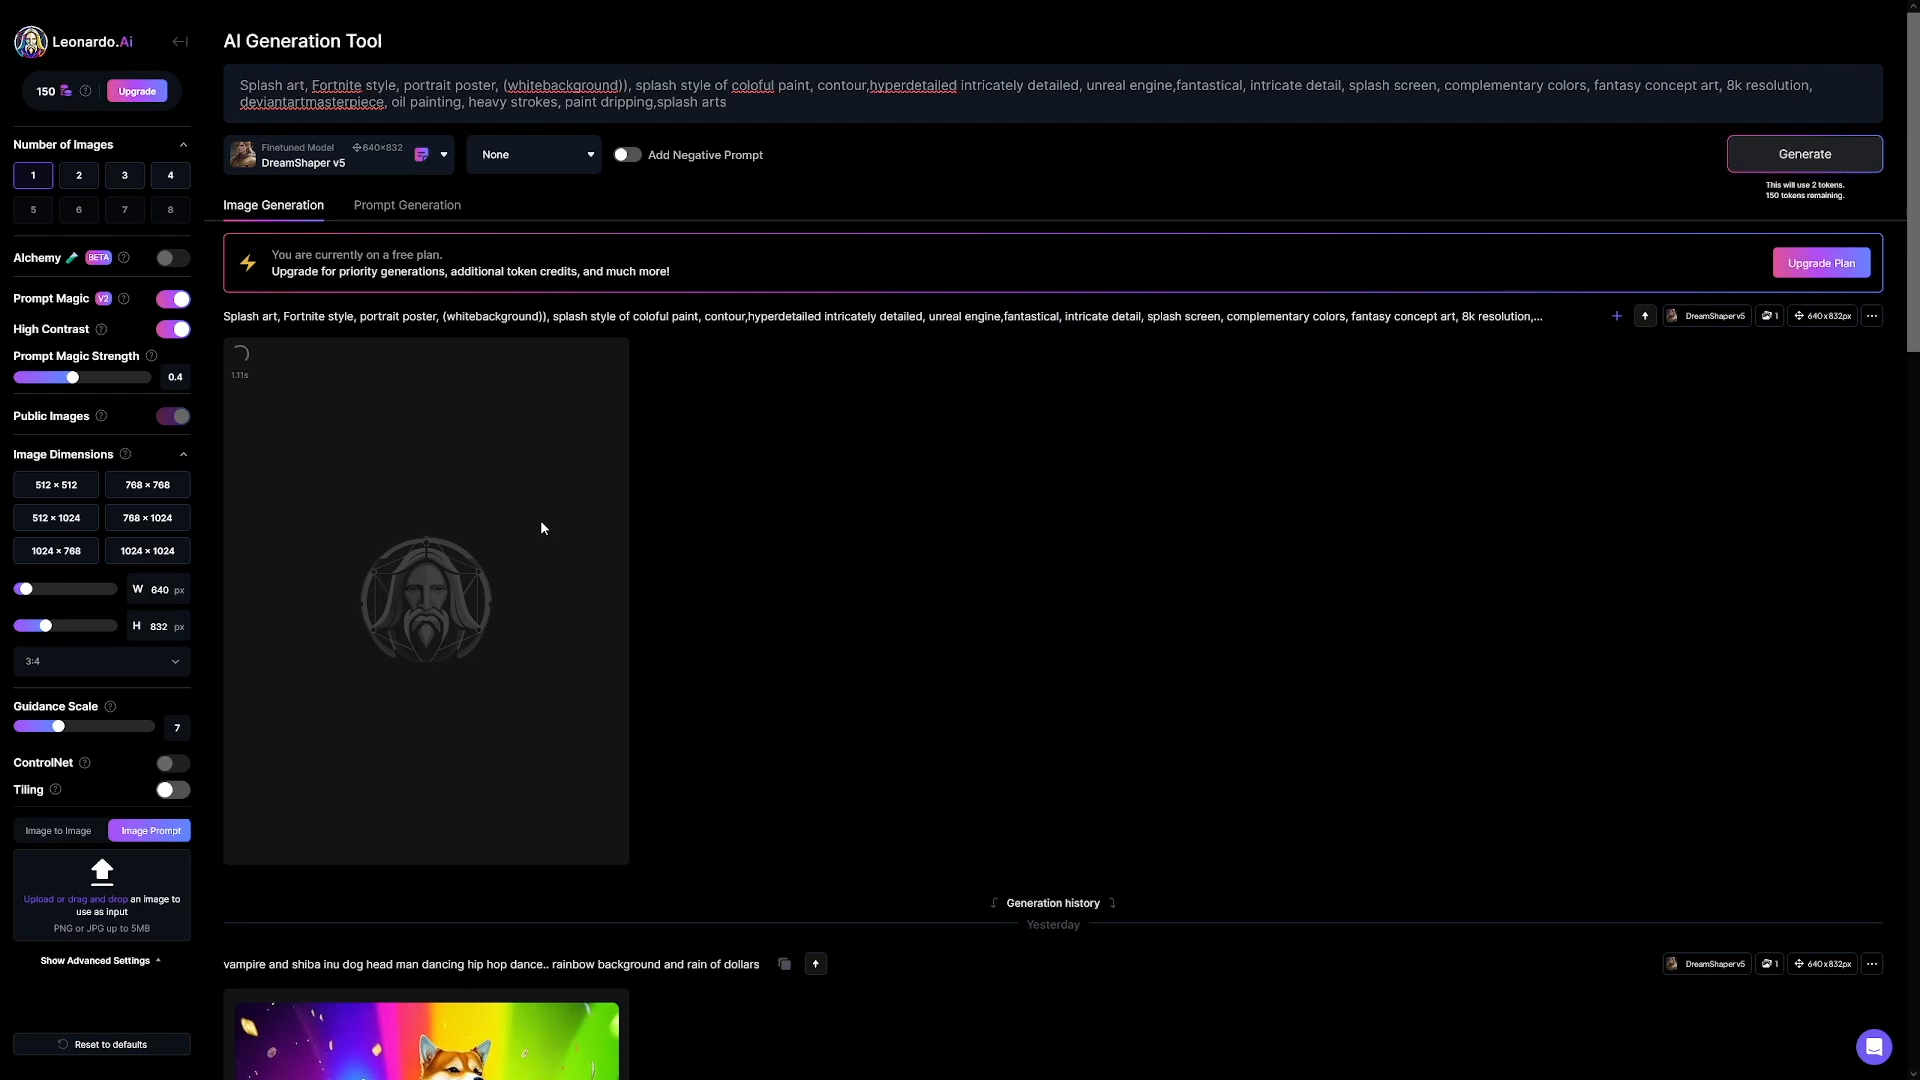 Leonardo.Ai
150
Upgrade
Number of Images
1 2 3 4
5 6 7 8
Alchemy BETA
Prompt Magic V2
High Contrast
Prompt Magic Strength
0.4
Public Images
Image Dimensions
512 × 512 768 × 768
512 × 1024 768 × 1024
1024 × 768 1024 × 1024
W 640 px
H 832 px
3:4
Guidance Scale
7
ControlNet
Tiling
Image to Image Image Prompt
Upload or drag and drop an image to
use as input
PNG or JPG up to 5MB
Show Advanced Settings
Reset to defaults
AI Generation Tool
Splash art, Fortnite style, portrait poster, (whitebackground)), splash style of coloful paint, contour,hyperdetailed intricately detailed, unreal engine,fantastical, intricate detail, splash screen, complementary colors, fantasy concept art, 8k resolution,
deviantartmasterpiece, oil painting, heavy strokes, paint dripping,splash arts
Finetuned Model 640×832
DreamShaper v5
None
Add Negative Prompt
Generate
This will use 2 tokens.
150 tokens remaining.
Image Generation Prompt Generation
You are currently on a free plan.
Upgrade for priority generations, additional token credits, and much more!
Upgrade Plan
Splash art, Fortnite style, portrait poster, (whitebackground)), splash style of coloful paint, contour,hyperdetailed intricately detailed, unreal engine,fantastical, intricate detail, splash screen, complementary colors, fantasy concept art, 8k resolution,...
DreamShaper v5 1 640 x 832px
1.11s
Generation history
Yesterday
vampire and shiba inu dog head man dancing hip hop dance.. rainbow background and rain of dollars
DreamShaper v5 1 640 x 832px